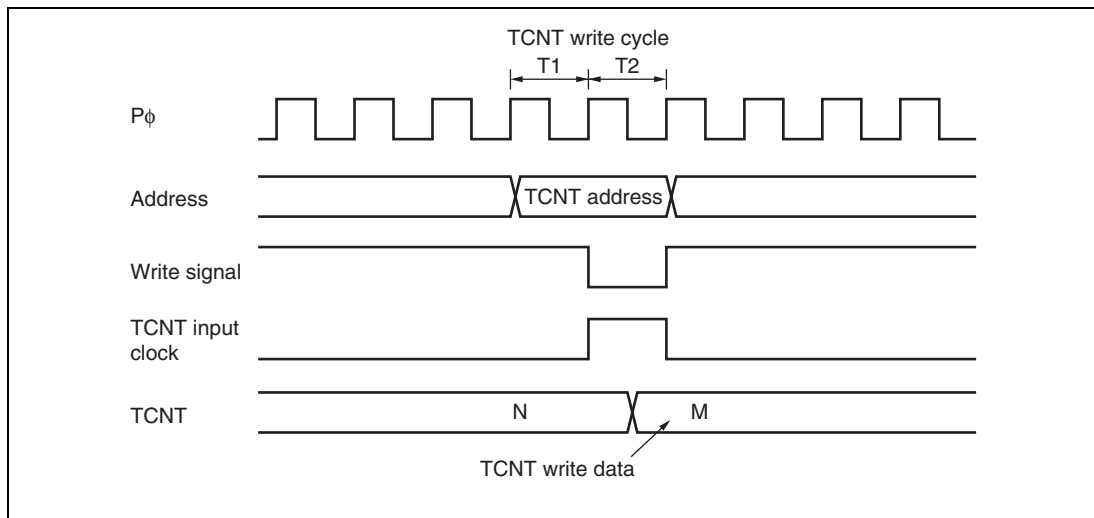 TCNT write cycle
T1 T2
Pϕ
Address
TCNT address
Write signal
TCNT input
clock
TCNT
N
M
TCNT write data